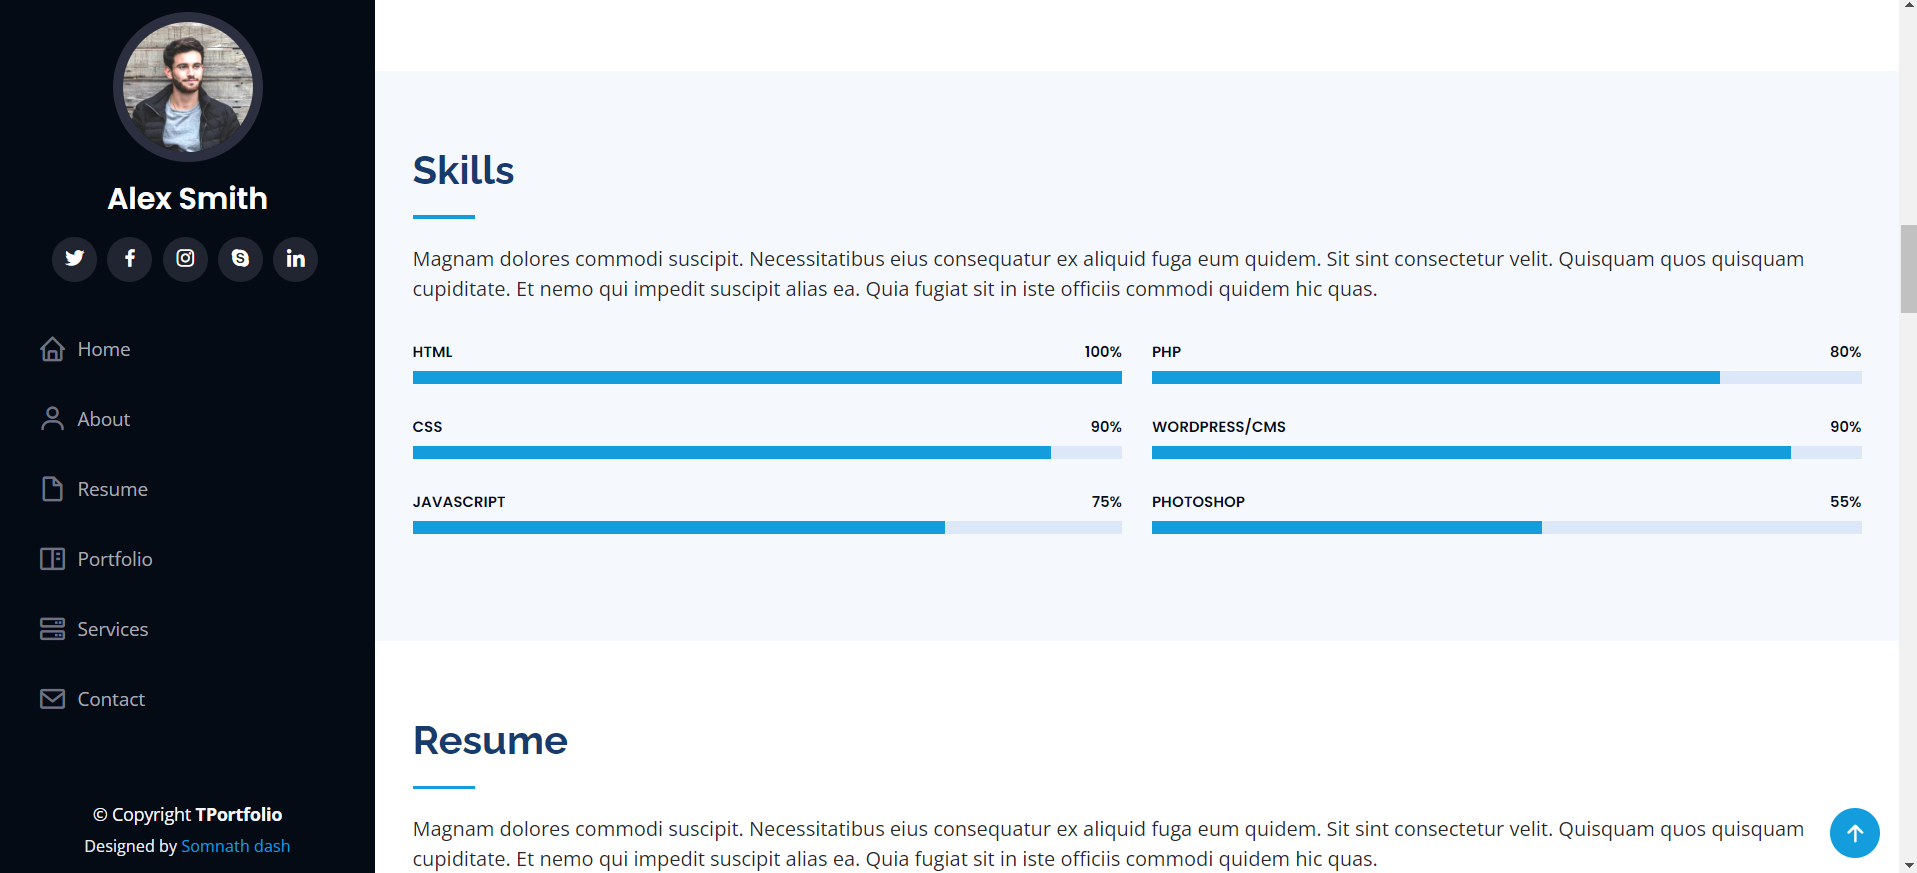 Alex Smith
Home
About
Resume
Portfolio
Services
Contact
© Copyright TPortfolio
Designed by Somnath dash
Skills
Magnam dolores commodi suscipit. Necessitatibus eius consequatur ex aliquid fuga eum quidem. Sit sint consectetur velit. Quisquam quos quisquam
cupiditate. Et nemo qui impedit suscipit alias ea. Quia fugiat sit in iste officiis commodi quidem hic quas.
HTML 100%
PHP 80%
CSS 90%
WORDPRESS/CMS 90%
JAVASCRIPT 75%
PHOTOSHOP 55%
Resume
Magnam dolores commodi suscipit. Necessitatibus eius consequatur ex aliquid fuga eum quidem. Sit sint consectetur velit. Quisquam quos quisquam
cupiditate. Et nemo qui impedit suscipit alias ea. Quia fugiat sit in iste officiis commodi quidem hic quas.